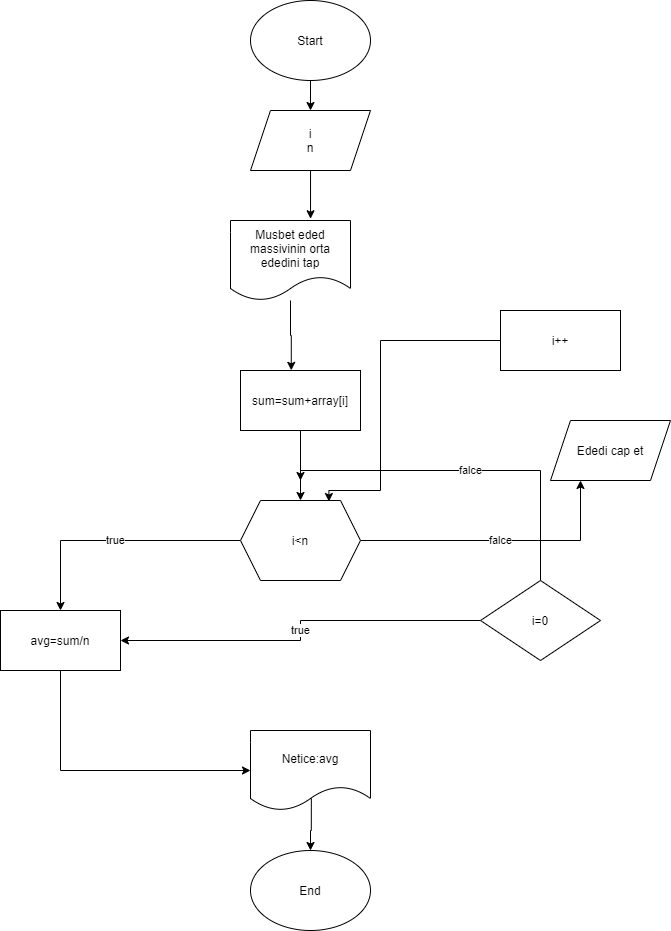 Start
i
n
Musbet eded
massivinin orta
ededini tap
i++
sum=sum+array[i]
Ededi cap et
falce
i<n
true
falce
i=0
true
avg=sum/n
Netice:avg
End